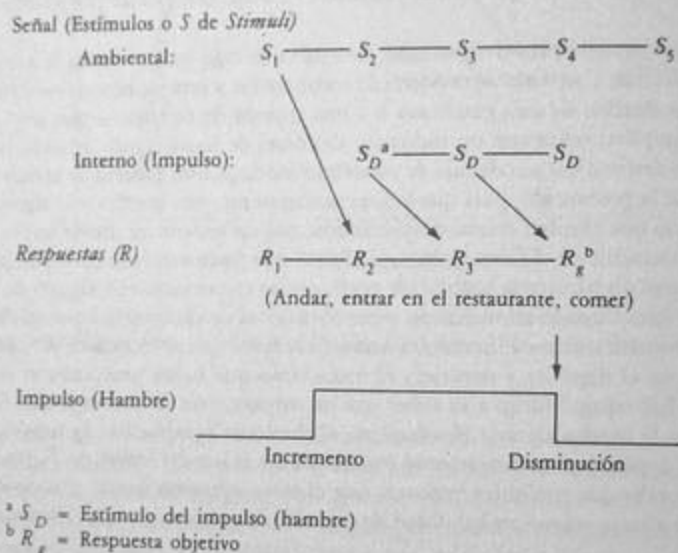 Señal (Estímulos o S de Stimuli)
Ambiental: S1 S2 S3 S4 S5
Interno (Impulso): SD a SD SD
Respuestas (R) R1 R2 R3 Rg b
(Andar, entrar en el restaurante, comer)
Impulso (Hambre)
Incremento Disminución
a SD = Estímulo del impulso (hambre)
b Rg = Respuesta objetivo